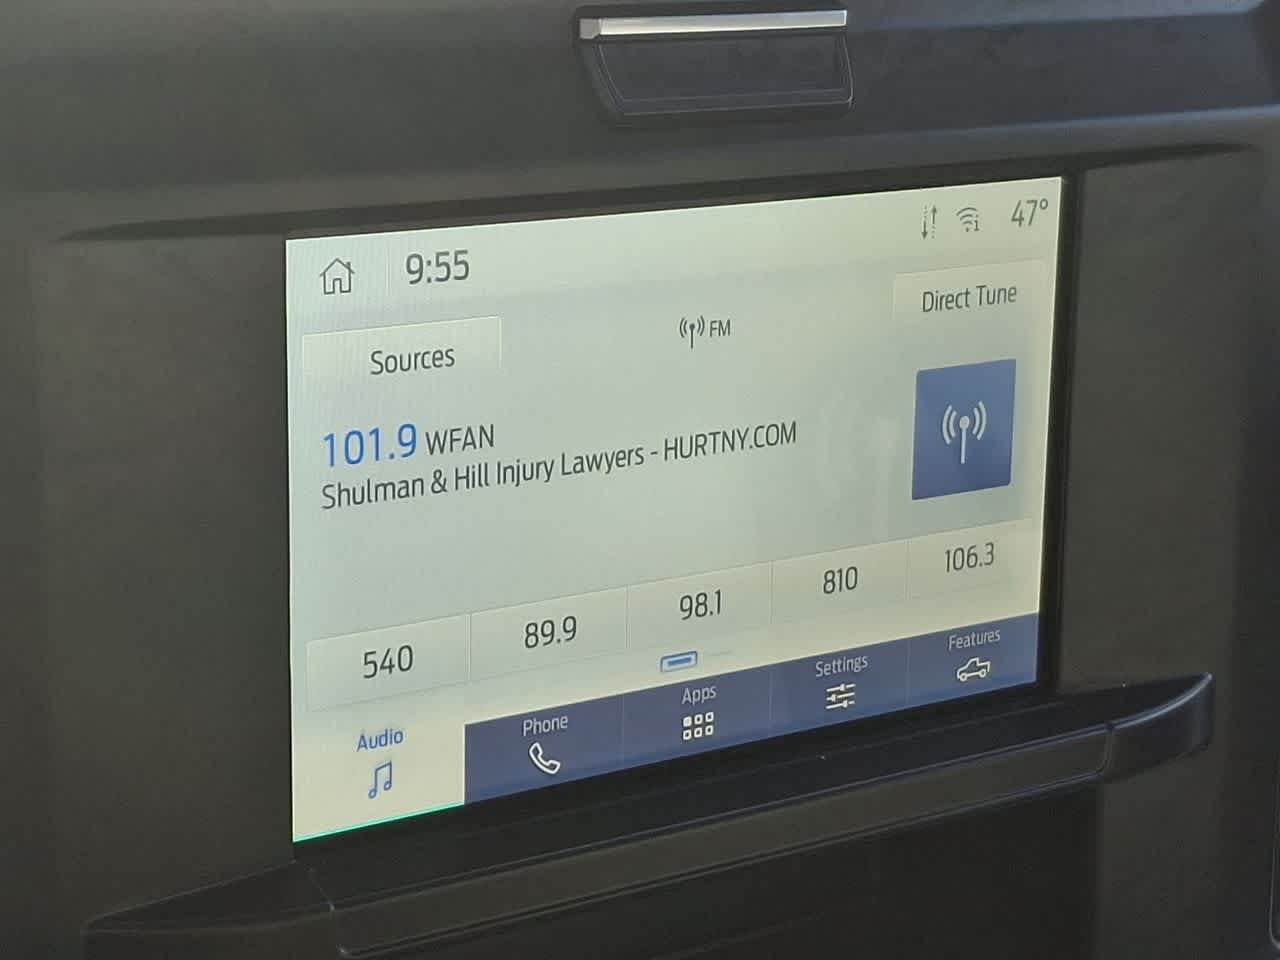 9:55
47°
Sources
FM
Direct Tune
101.9 WFAN
Shulman & Hill Injury Lawyers - HURTNY.COM
540
89.9
98.1
810
106.3
Audio
Phone
Apps
Settings
Features